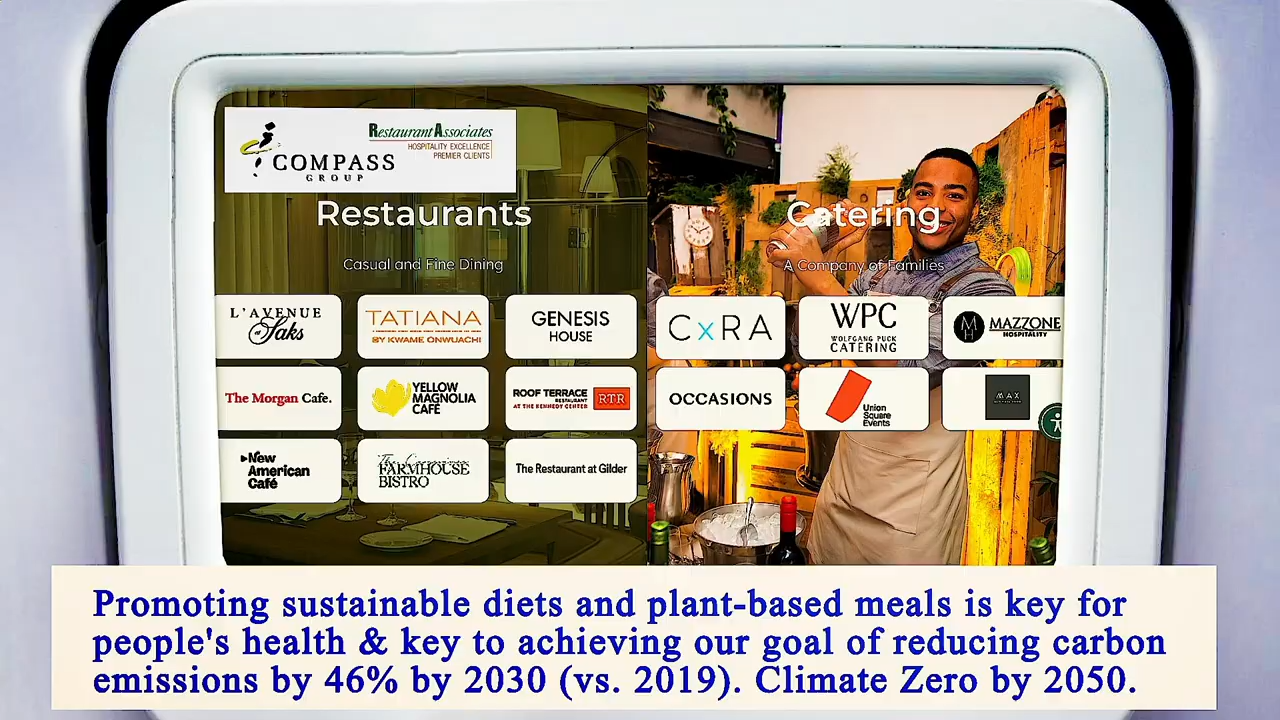 COMPASS
GROUP
Restaurant Associates
HOSPITALITY EXCELLENCE
PREMIER CLIENTS
Restaurants
Casual and Fine Dining
L'AVENUE
Saks
TATIANA
BY KWAME ONWUACHI
GENESIS
HOUSE
The Morgan Cafe.
YELLOW
MAGNOLIA
CAFÉ
ROOF TERRACE
RESTAURANT
AT THE KENNEDY CENTER
RTR
New
American
Café
FARMHOUSE
BISTRO
The Restaurant at Gilder
Catering
A Company of Families
CxRA
WPC
WOLFGANG PUCK
CATERING
MH
MAZZONE
HOSPITALITY
OCCASIONS
Union
Square
Events
MAX
Promoting sustainable diets and plant-based meals is key for
people's health & key to achieving our goal of reducing carbon
emissions by 46% by 2030 (vs. 2019). Climate Zero by 2050.